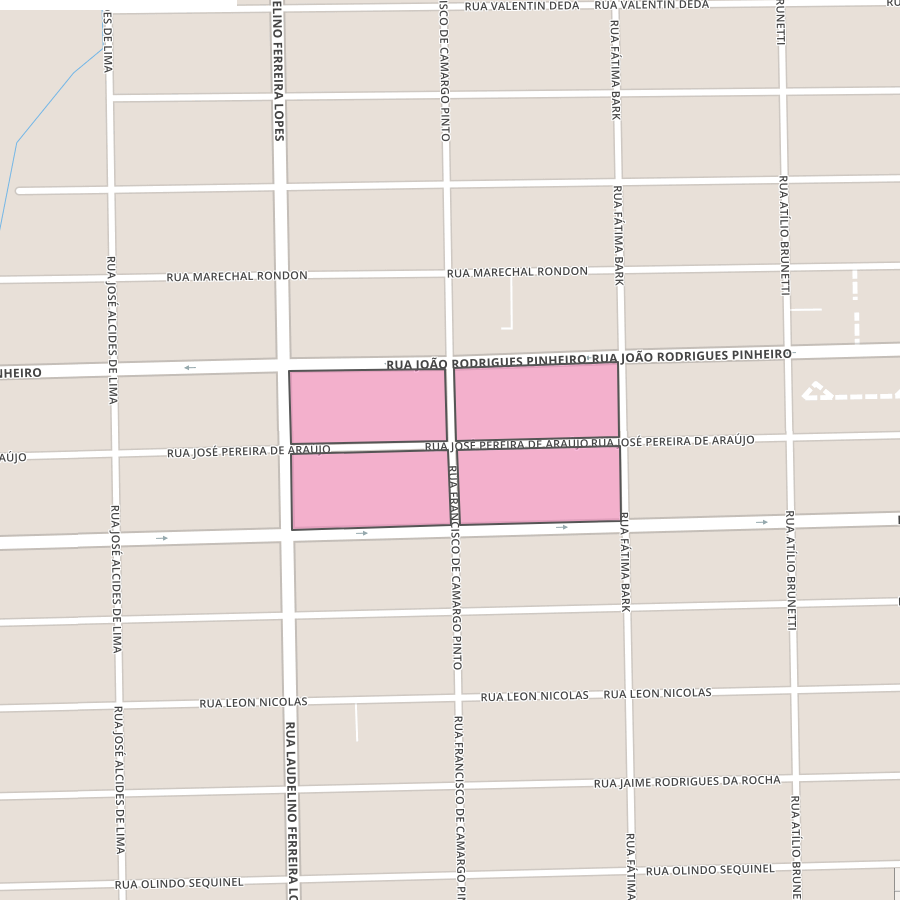 RUA VALENTIN DEDA
RUA VALENTIN DEDA
RUA MARECHAL RONDON
RUA MARECHAL RONDON
RUA JOÃO RODRIGUES PINHEIRO
RUA JOÃO RODRIGUES PINHEIRO
NHEIRO
RUA JOSÉ PEREIRA DE ARAÚJO
RUA JOSÉ PEREIRA DE ARAÚJO
RUA JOSÉ PEREIRA DE ARAÚJO
AÚJO
RUA LEON NICOLAS
RUA LEON NICOLAS
RUA LEON NICOLAS
RUA JAIME RODRIGUES DA ROCHA
RUA OLINDO SEQUINEL
RUA OLINDO SEQUINEL
ES DE LIMA
RUA JOSÉ ALCIDES DE LIMA
RUA JOSÉ ALCIDES DE LIMA
RUA JOSÉ ALCIDES DE LIMA
ELINO FERREIRA LOPES
RUA LAUDELINO FERREIRA LO
ISCO DE CAMARGO PINTO
RUA FRANCISCO DE CAMARGO PINTO
RUA FRANCISCO DE CAMARGO PIN
RUA FÁTIMA BARK
RUA FÁTIMA BARK
RUA FÁTIMA BARK
RUA FÁTIMA
RUNETTI
RUA ATÍLIO BRUNETTI
RUA ATÍLIO BRUNETTI
RUA ATÍLIO BRUNE